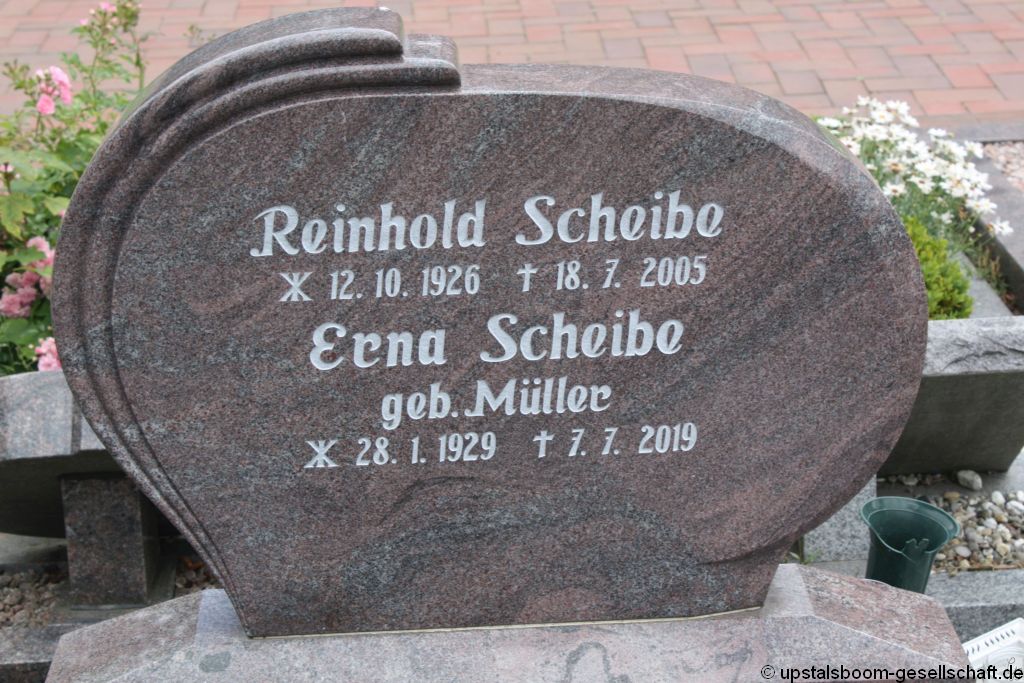 Reinhold Scheibe
12. 10. 1926 † 18. 7. 2005
Erna Scheibe
geb. Müller
28. 1. 1929 † 7. 7. 2019
© upstalsboom-gesellschaft.de